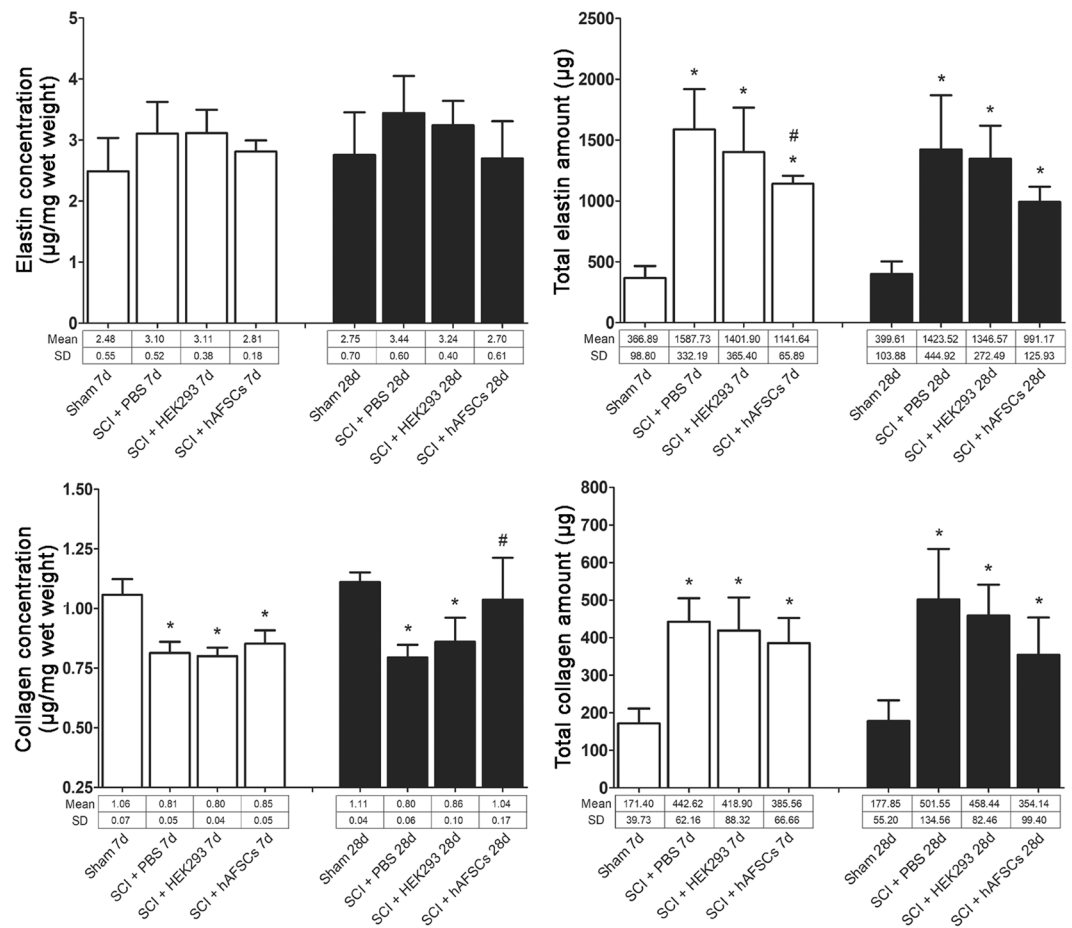 Elastin concentration
(µg/mg wet weight)
5
4
3
2
1
0
Mean 2.48 3.10 3.11 2.81 2.75 3.44 3.24 2.70
SD 0.55 0.52 0.38 0.18 0.70 0.60 0.40 0.61
Sham 7d
SCI + PBS 7d
SCI + HEK293 7d
SCI + hAFSCs 7d
Sham 28d
SCI + PBS 28d
SCI + HEK293 28d
SCI + hAFSCs 28d
Total elastin amount (µg)
2500
2000
1500
1000
500
0
* * # * * * *
Mean 366.89 1587.73 1401.90 1141.64 399.61 1423.52 1346.57 991.17
SD 98.80 332.19 365.40 65.89 103.88 444.92 272.49 125.93
Sham 7d
SCI + PBS 7d
SCI + HEK293 7d
SCI + hAFSCs 7d
Sham 28d
SCI + PBS 28d
SCI + HEK293 28d
SCI + hAFSCs 28d
Collagen concentration
(µg/mg wet weight)
1.50
1.25
1.00
0.75
0.50
0.25
* * * * * #
Mean 1.06 0.81 0.80 0.85 1.11 0.80 0.86 1.04
SD 0.07 0.05 0.04 0.05 0.04 0.06 0.10 0.17
Sham 7d
SCI + PBS 7d
SCI + HEK293 7d
SCI + hAFSCs 7d
Sham 28d
SCI + PBS 28d
SCI + HEK293 28d
SCI + hAFSCs 28d
Total collagen amount (µg)
800
700
600
500
400
300
200
100
0
* * * * * *
Mean 171.40 442.62 418.90 385.56 177.85 501.55 458.44 354.14
SD 39.73 62.16 88.32 66.66 55.20 134.56 82.46 99.40
Sham 7d
SCI + PBS 7d
SCI + HEK293 7d
SCI + hAFSCs 7d
Sham 28d
SCI + PBS 28d
SCI + HEK293 28d
SCI + hAFSCs 28d